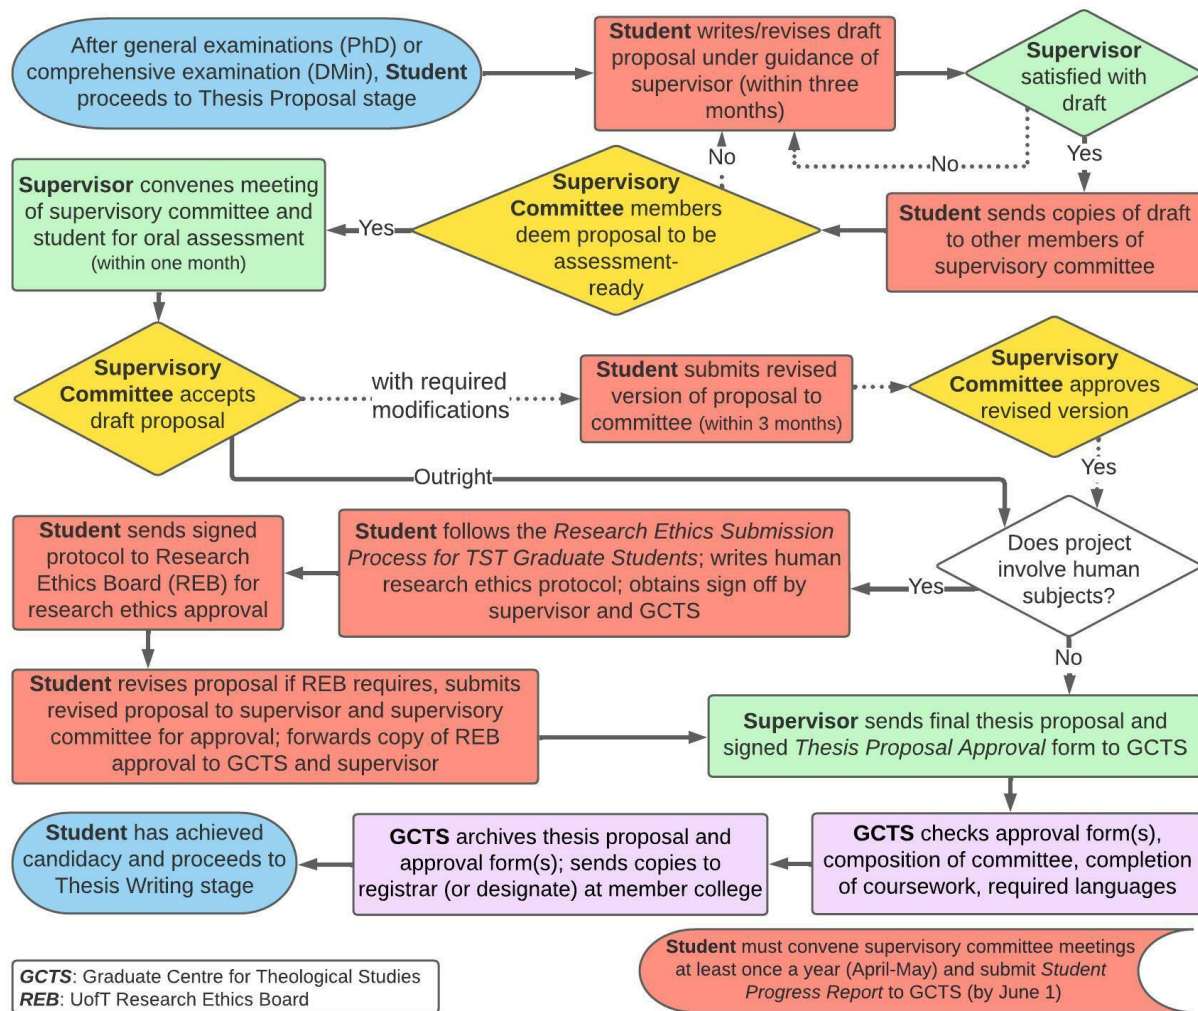 After general examinations (PhD) or
comprehensive examination (DMin), Student
proceeds to Thesis Proposal stage
Student writes/revises draft
proposal under guidance of
supervisor (within three
months)
Supervisor
satisfied with
draft
No
No
Yes
Supervisor convenes meeting
of supervisory committee and
student for oral assessment
(within one month)
Yes
Supervisory
Committee members
deem proposal to be
assessment-
ready
Student sends copies of draft
to other members of
supervisory committee
Supervisory
Committee accepts
draft proposal
with required
modifications
Student submits revised
version of proposal to
committee (within 3 months)
Supervisory
Committee approves
revised version
Outright
Yes
Student sends signed
protocol to Research
Ethics Board (REB) for
research ethics approval
Student follows the Research Ethics Submission
Process for TST Graduate Students; writes human
research ethics protocol; obtains sign off by
supervisor and GCTS
Yes
Does project
involve human
subjects?
No
Student revises proposal if REB requires, submits
revised proposal to supervisor and supervisory
committee for approval; forwards copy of REB
approval to GCTS and supervisor
Supervisor sends final thesis proposal and
signed Thesis Proposal Approval form to GCTS
Student has achieved
candidacy and proceeds to
Thesis Writing stage
GCTS archives thesis proposal and
approval form(s); sends copies to
registrar (or designate) at member college
GCTS checks approval form(s),
composition of committee, completion
of coursework, required languages
GCTS: Graduate Centre for Theological Studies
REB: UofT Research Ethics Board
Student must convene supervisory committee meetings
at least once a year (April-May) and submit Student
Progress Report to GCTS (by June 1)